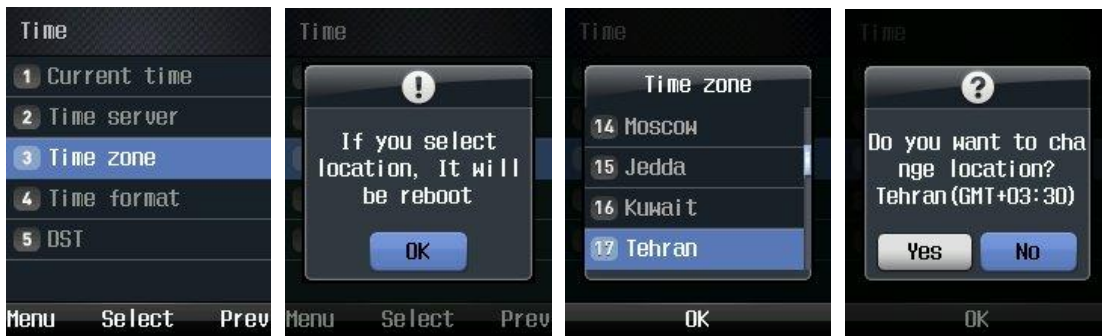 Time
1 Current time
2 Time server
3 Time zone
4 Time format
5 DST
Menu Select Prev
Time
!
If you select
location, It will
be reboot
OK
Menu Select Prev
Time
Time zone
14 Moscow
15 Jedda
16 Kuwait
17 Tehran
OK
Time
?
Do you want to cha
nge location?
Tehran(GMT+03:30)
Yes No
OK